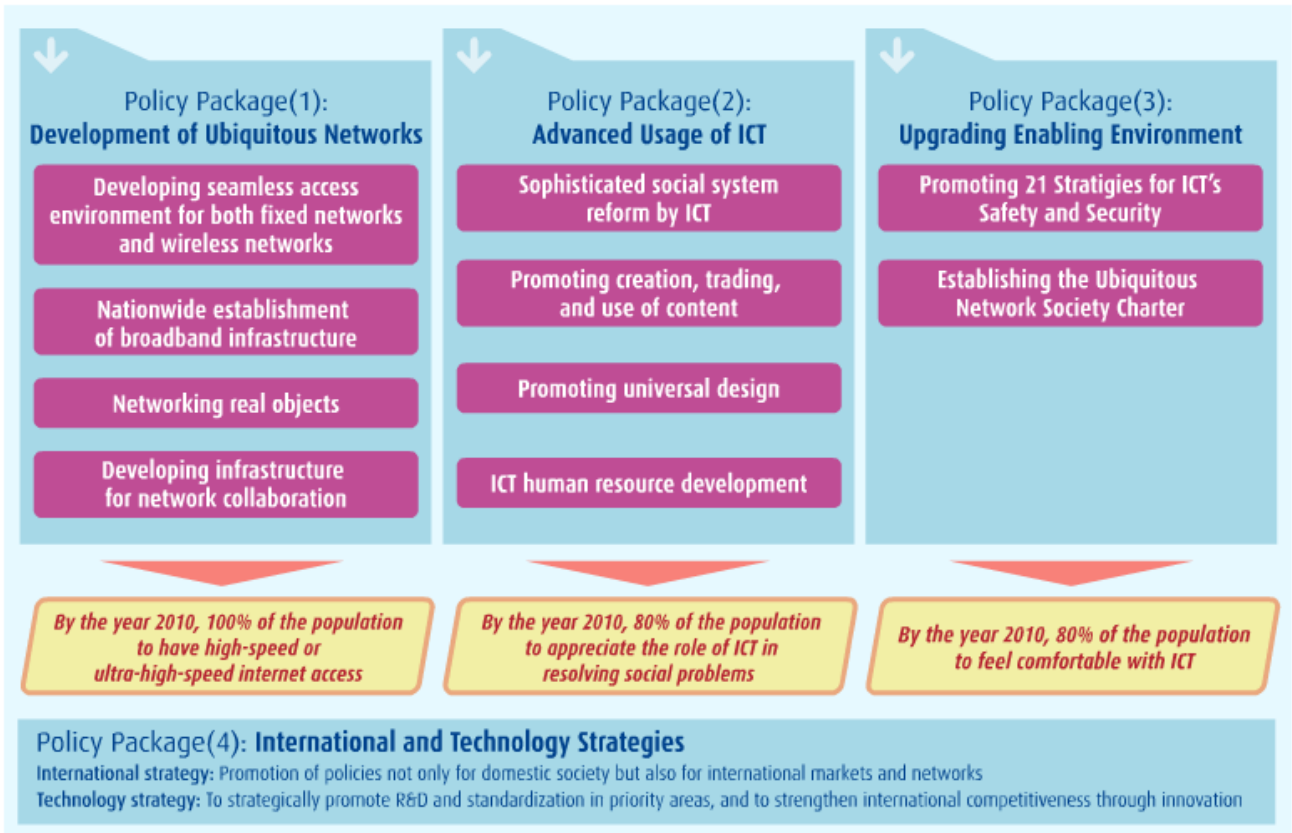 Policy Package(1):
Development of Ubiquitous Networks
Developing seamless access
environment for both fixed networks
and wireless networks
Nationwide establishment
of broadband infrastructure
Networking real objects
Developing infrastructure
for network collaboration
By the year 2010, 100% of the population
to have high-speed or
ultra-high-speed internet access
Policy Package(2):
Advanced Usage of ICT
Sophisticated social system
reform by ICT
Promoting creation, trading,
and use of content
Promoting universal design
ICT human resource development
By the year 2010, 80% of the population
to appreciate the role of ICT in
resolving social problems
Policy Package(3):
Upgrading Enabling Environment
Promoting 21 Stratigies for ICT's
Safety and Security
Establishing the Ubiquitous
Network Society Charter
By the year 2010, 80% of the population
to feel comfortable with ICT
Policy Package(4): International and Technology Strategies
International strategy: Promotion of policies not only for domestic society but also for international markets and networks
Technology strategy: To strategically promote R&D and standardization in priority areas, and to strengthen international competitiveness through innovation